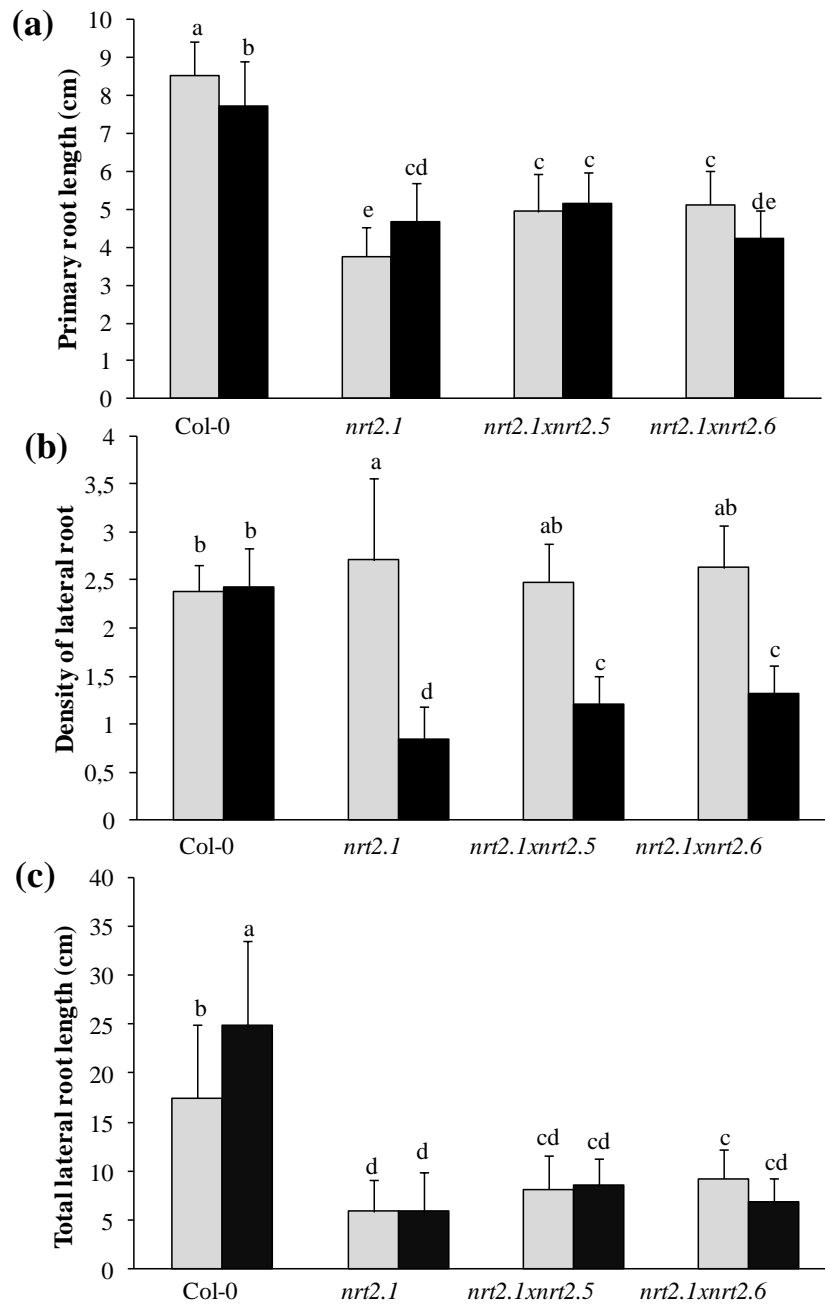 (a)
Primary root length (cm)
10
9
8
7
6
5
4
3
2
1
0
a
b
e
cd
c
c
c
de
Col-0
nrt2.1
nrt2.1xnrt2.5
nrt2.1xnrt2.6
(b)
Density of lateral root
4
3,5
3
2,5
2
1,5
1
0,5
0
b
b
a
d
ab
c
ab
c
Col-0
nrt2.1
nrt2.1xnrt2.5
nrt2.1xnrt2.6
(c)
Total lateral root length (cm)
40
35
30
25
20
15
10
5
0
b
a
d
d
cd
cd
c
cd
Col-0
nrt2.1
nrt2.1xnrt2.5
nrt2.1xnrt2.6